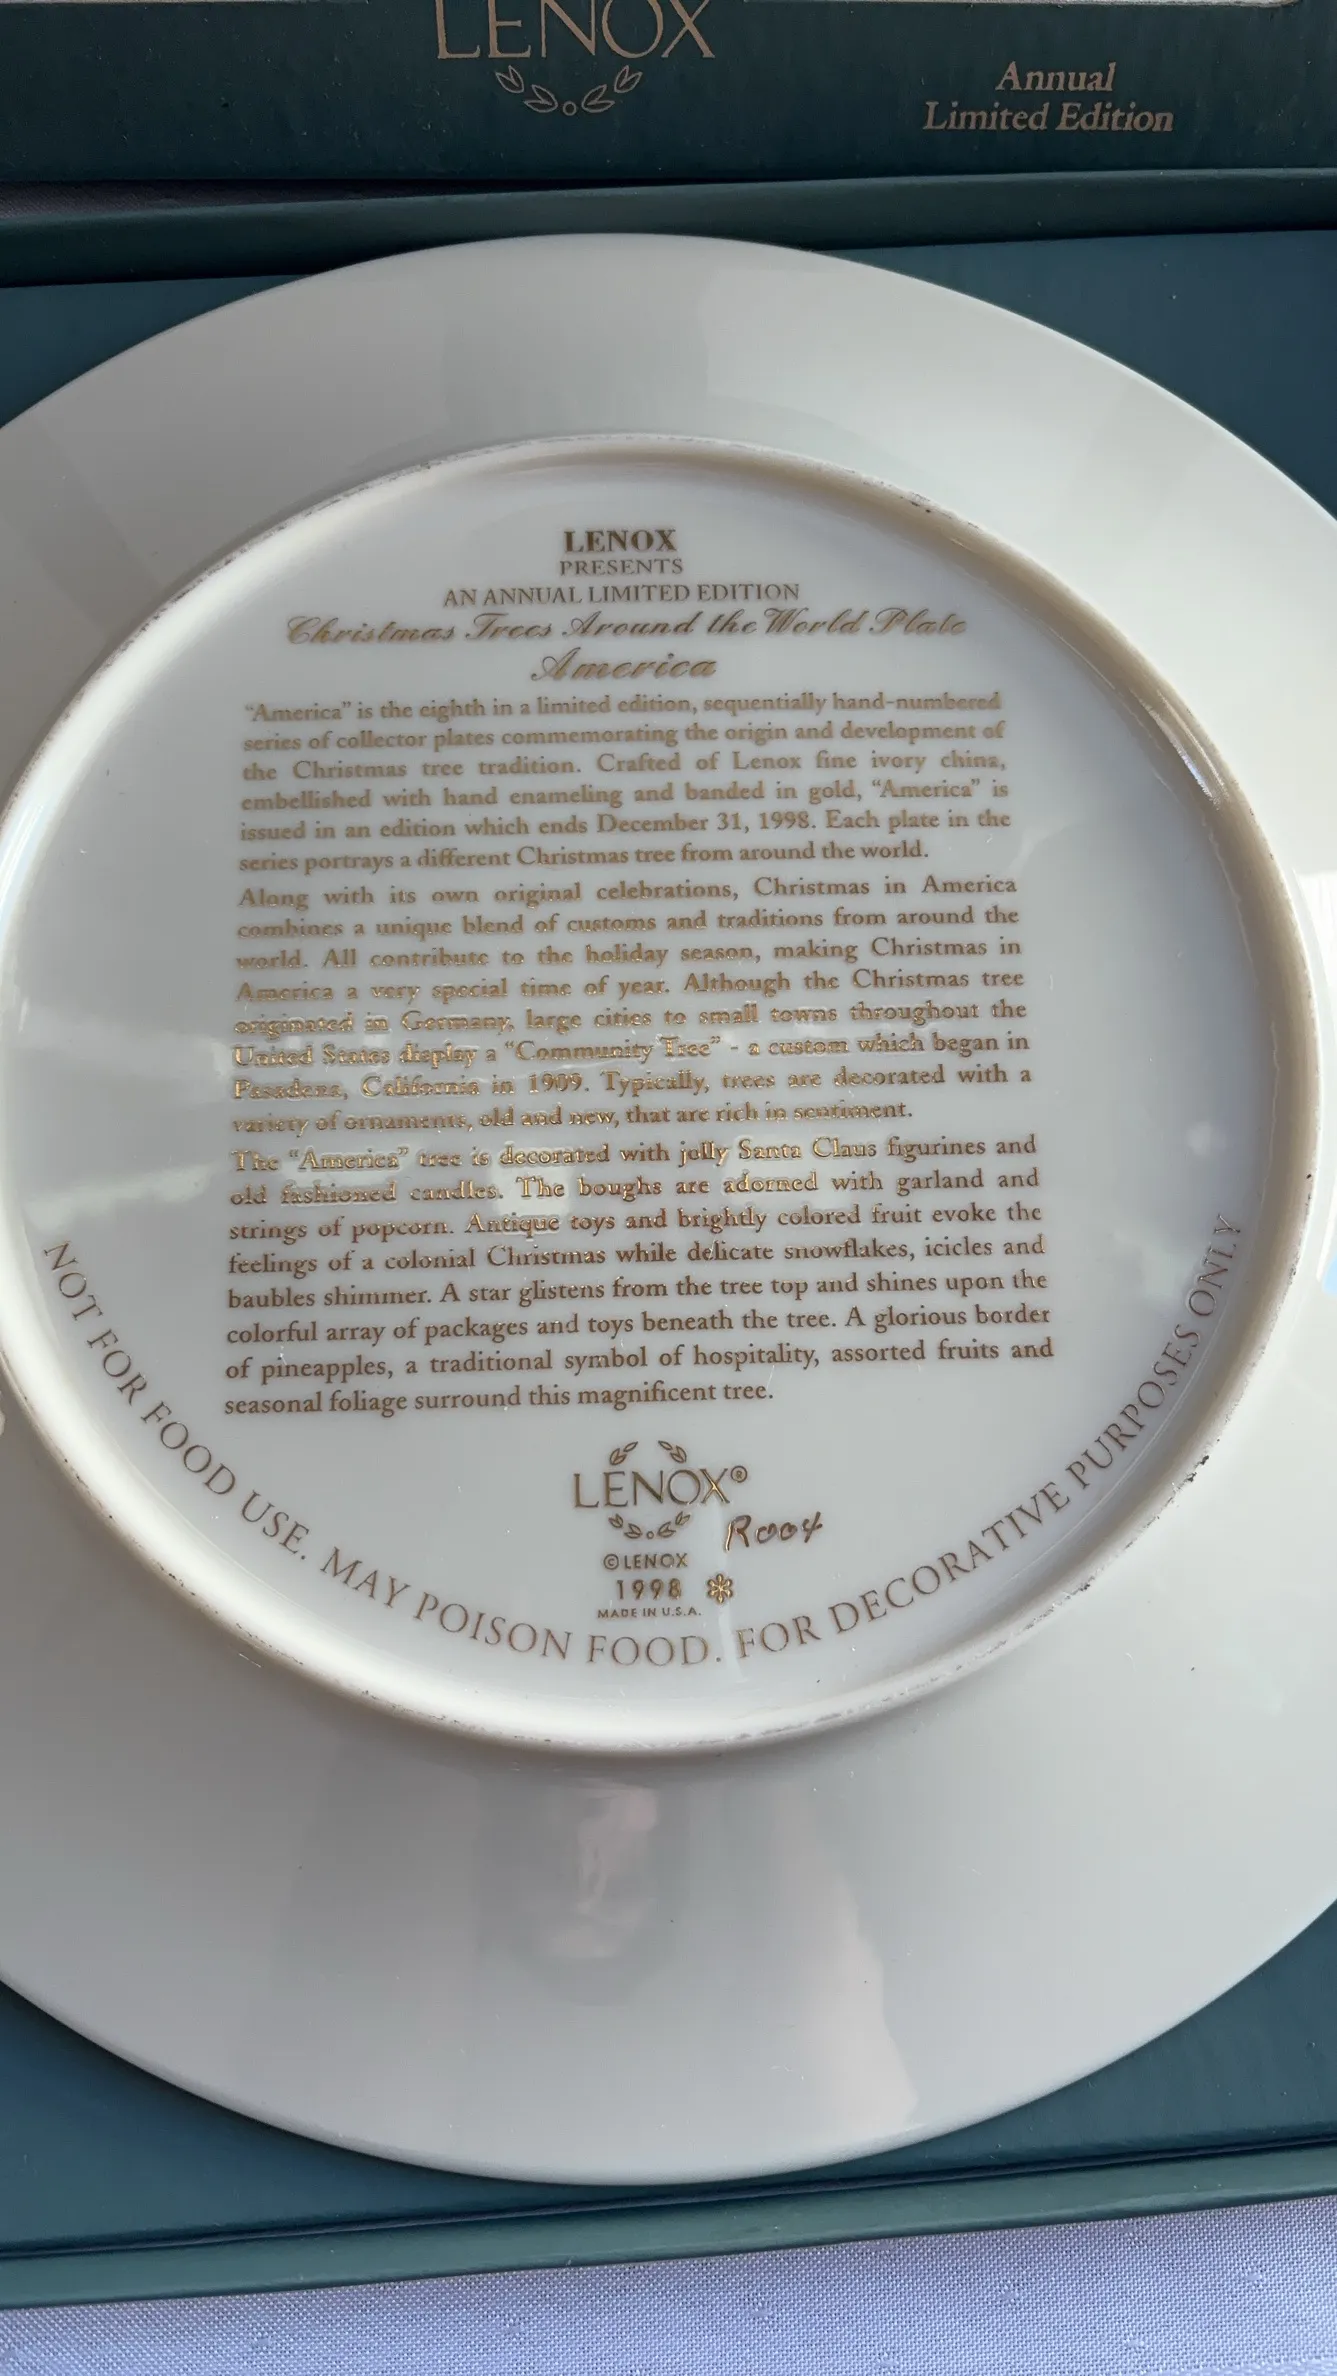 LENOX
Annual
Limited Edition
LENOX
PRESENTS
AN ANNUAL LIMITED EDITION
Christmas Trees Around the World Plate
America
“America” is the eighth in a limited edition, sequentially hand-numbered
series of collector plates commemorating the origin and development of
the Christmas tree tradition. Crafted of Lenox fine ivory china,
embellished with hand enameling and banded in gold, “America” is
issued in an edition which ends December 31, 1998. Each plate in the
series portrays a different Christmas tree from around the world.
Along with its own original celebrations, Christmas in America
combines a unique blend of customs and traditions from around the
world. All contribute to the holiday season, making Christmas in
America a very special time of year. Although the Christmas tree
originated in Germany, large cities to small towns throughout the
United States display a “Community Tree” - a custom which began in
Pasadena, California in 1909. Typically, trees are decorated with a
variety of ornaments, old and new, that are rich in sentiment.
The “America” tree is decorated with jolly Santa Claus figurines and
old fashioned candles. The boughs are adorned with garland and
strings of popcorn. Antique toys and brightly colored fruit evoke the
feelings of a colonial Christmas while delicate snowflakes, icicles and
baubles shimmer. A star glistens from the tree top and shines upon the
colorful array of packages and toys beneath the tree. A glorious border
of pineapples, a traditional symbol of hospitality, assorted fruits and
seasonal foliage surround this magnificent tree.
LENOX®
R004
©LENOX
1998
MADE IN U.S.A.
NOT FOR FOOD USE. MAY POISON FOOD. FOR DECORATIVE PURPOSES ONLY